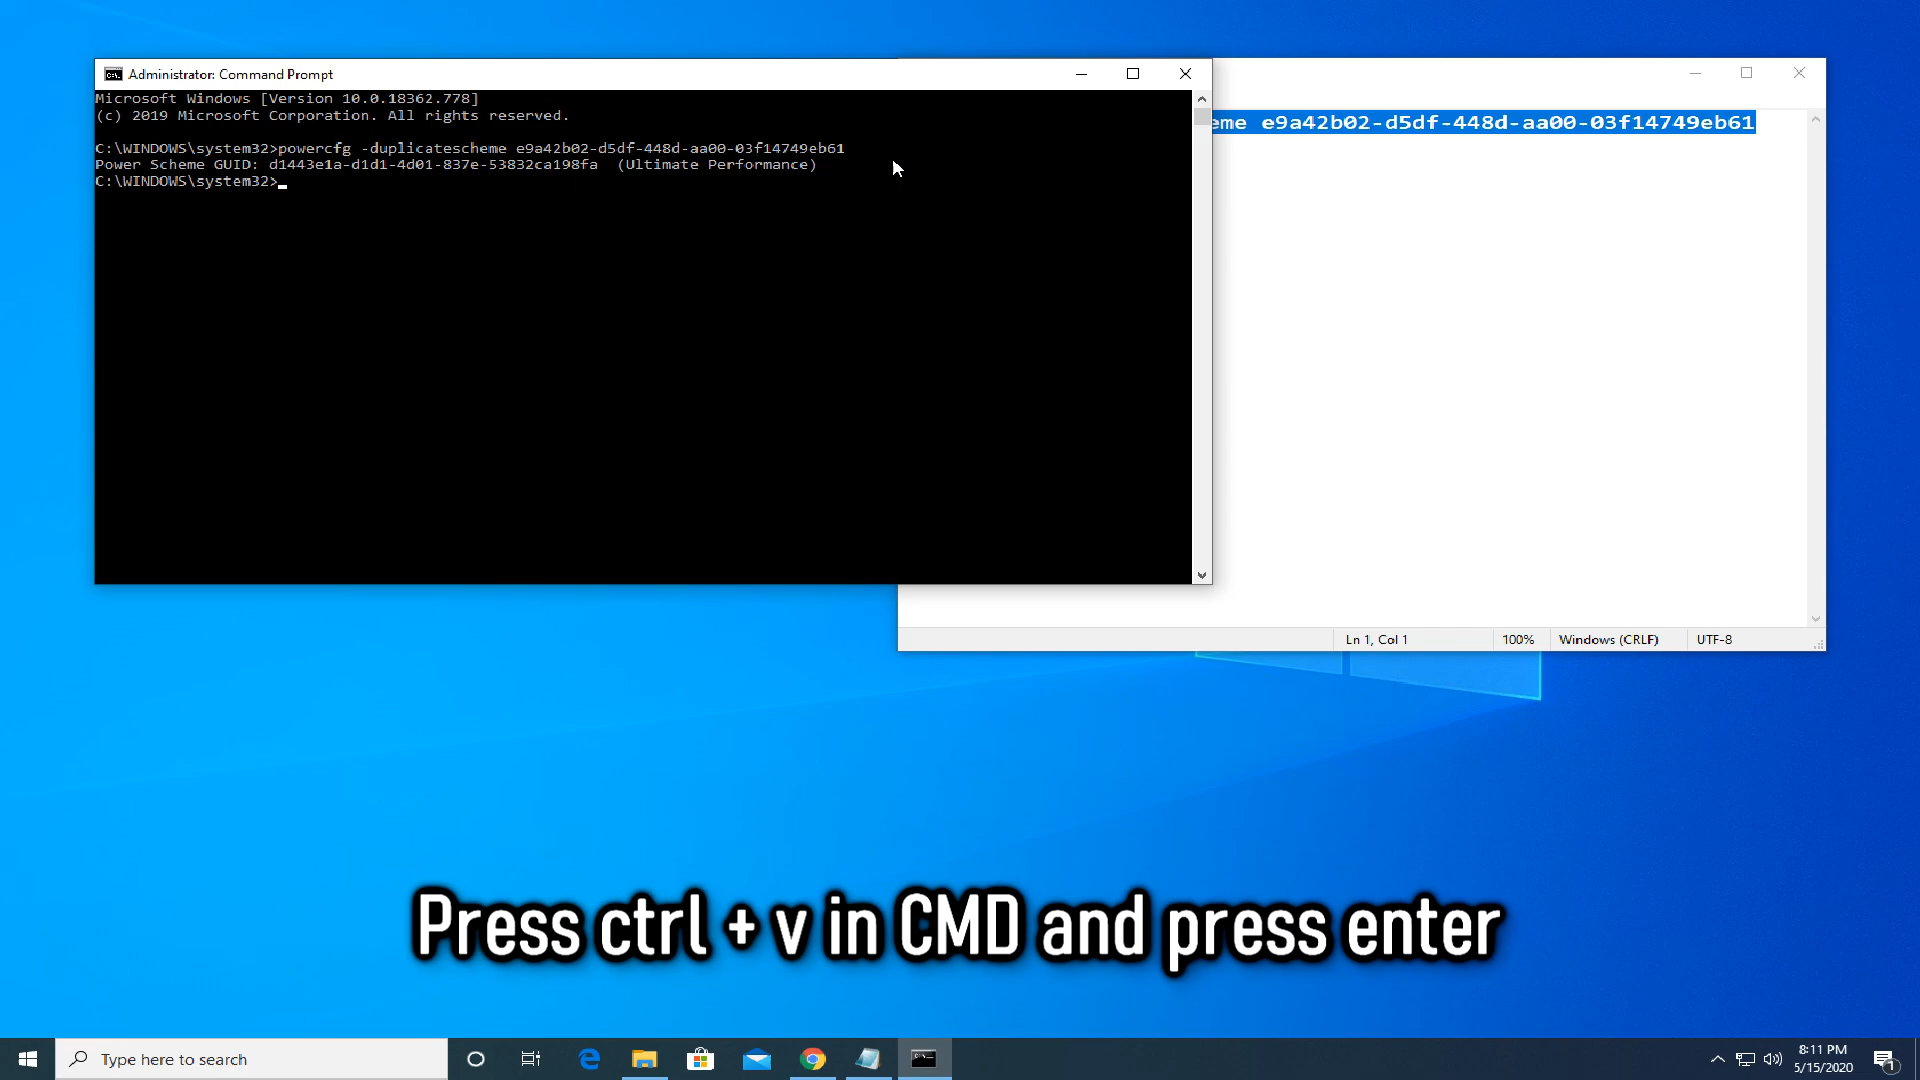 Administrator: Command Prompt
Microsoft Windows [Version 10.0.18362.778]
(c) 2019 Microsoft Corporation. All rights reserved.
C:\WINDOWS\system32>powercfg -duplicatescheme e9a42b02-d5df-448d-aa00-03f14749eb61
Power Scheme GUID: d1443e1a-d1d1-4d01-837e-53832ca198fa  (Ultimate Performance)
C:\WINDOWS\system32>
eme e9a42b02-d5df-448d-aa00-03f14749eb61
Ln 1, Col 1 100% Windows (CRLF) UTF-8
Press ctrl + v in CMD and press enter
Type here to search
8:11 PM
5/15/2020
1